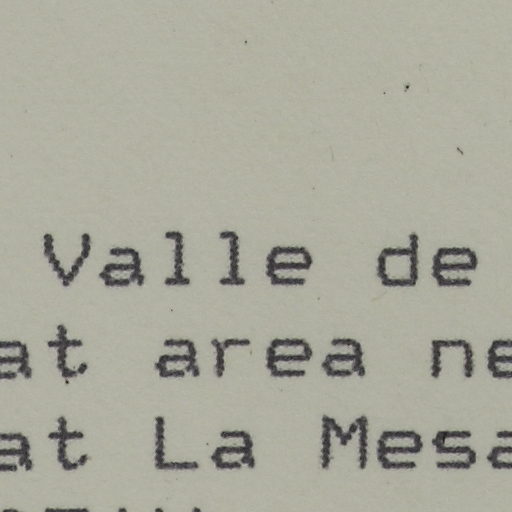 Valle de
at area ne
at La Mesa